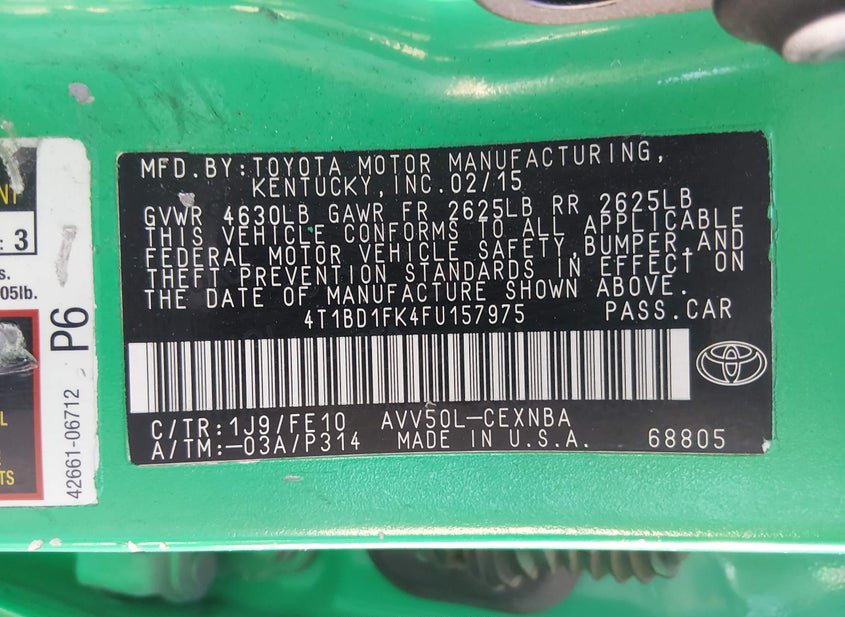 MFD.BY:TOYOTA MOTOR MANUFACTURING,
KENTUCKY,INC.02/15
GVWR 4630LB GAWR FR 2625LB RR 2625LB
THIS VEHICLE CONFORMS TO ALL APPLICABLE
FEDERAL MOTOR VEHICLE SAFETY,BUMPER,AND
THEFT PREVENTION STANDARDS IN EFFECT ON
THE DATE OF MANUFACTURE SHOWN ABOVE.
4T1BD1FK4FU157975 PASS.CAR
C/TR:1J9/FE10 AVV50L-CEXNBA
A/TM:-03A/P314 MADE IN U.S.A. 68805
: 3
05lb.
P6
42661-06712